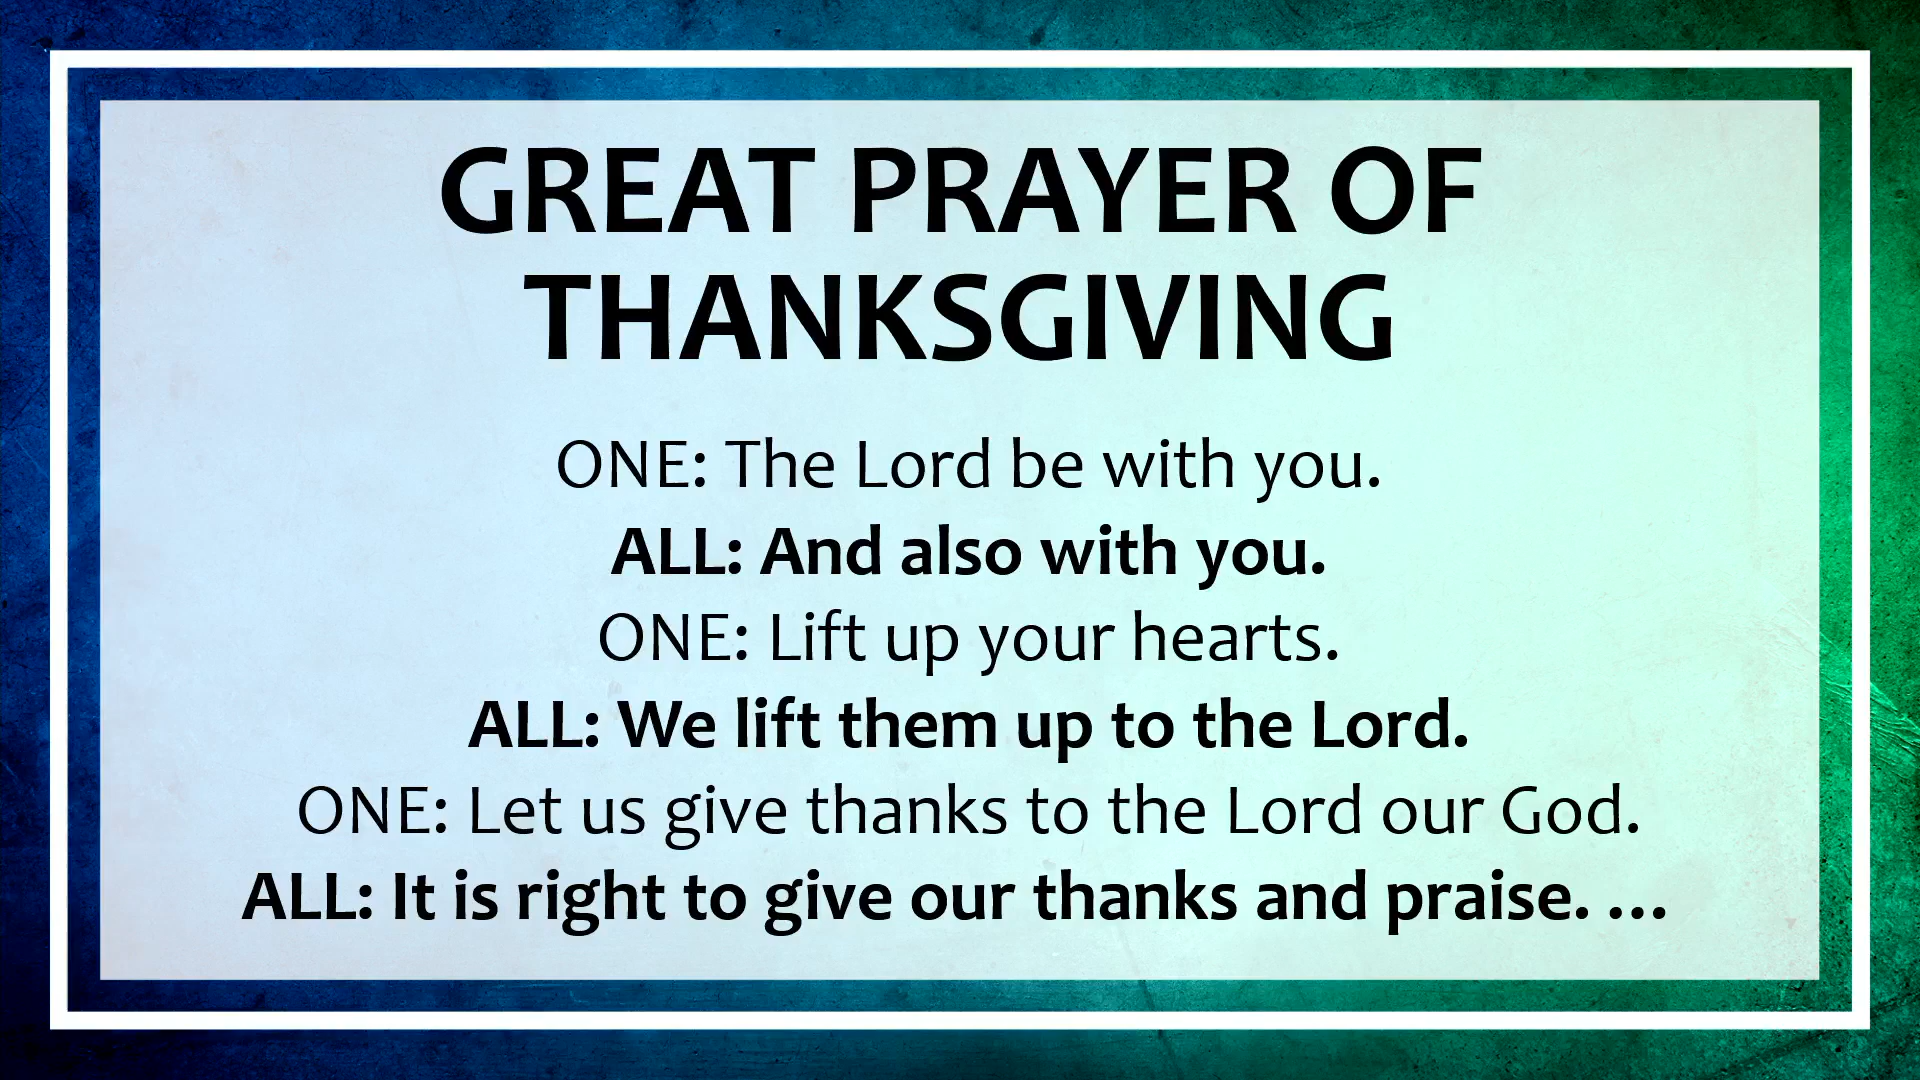 GREAT PRAYER OF
THANKSGIVING
ONE: The Lord be with you.
ALL: And also with you.
ONE: Lift up your hearts.
ALL: We lift them up to the Lord.
ONE: Let us give thanks to the Lord our God.
ALL: It is right to give our thanks and praise. …